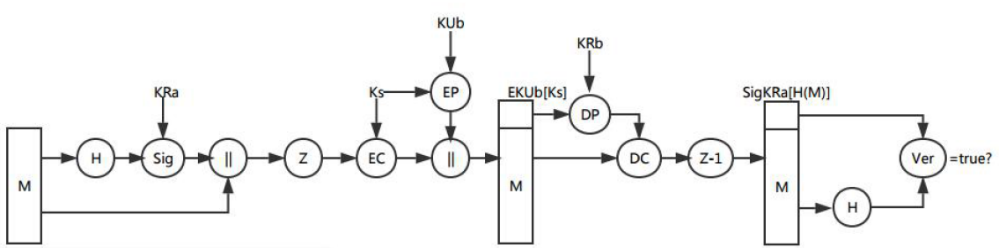 KUb
KRb
KRa
Ks
EP
EKUb[Ks]
DP
SigKRa[H(M)]
M
H
Sig
||
Z
EC
||
M
DC
Z-1
M
H
Ver
=true?